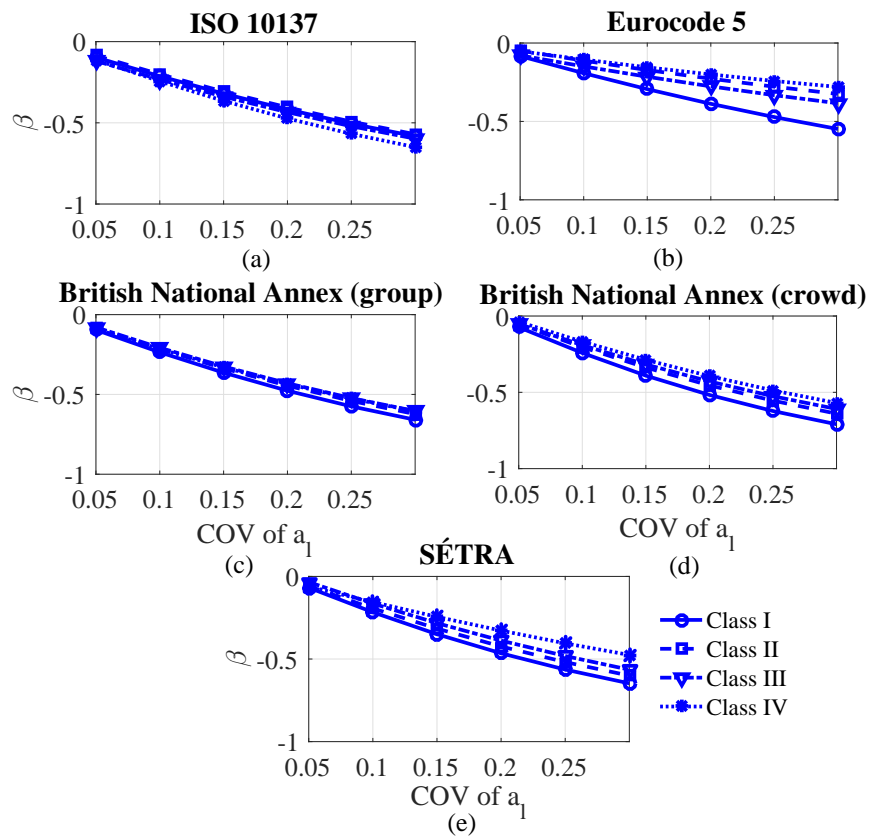 ISO 10137
0
-0.5
-1
β
0.05 0.1 0.15 0.2 0.25
(a)
Eurocode 5
0
-0.5
-1
0.05 0.1 0.15 0.2 0.25
(b)
British National Annex (group)
0
-0.5
-1
β
0.05 0.1 0.15 0.2 0.25
COV of a_l
(c)
British National Annex (crowd)
0
-0.5
-1
0.05 0.1 0.15 0.2 0.25
COV of a_l
(d)
SÉTRA
0
-0.5
-1
β
0.05 0.1 0.15 0.2 0.25
COV of a_l
(e)
Class I
Class II
Class III
Class IV